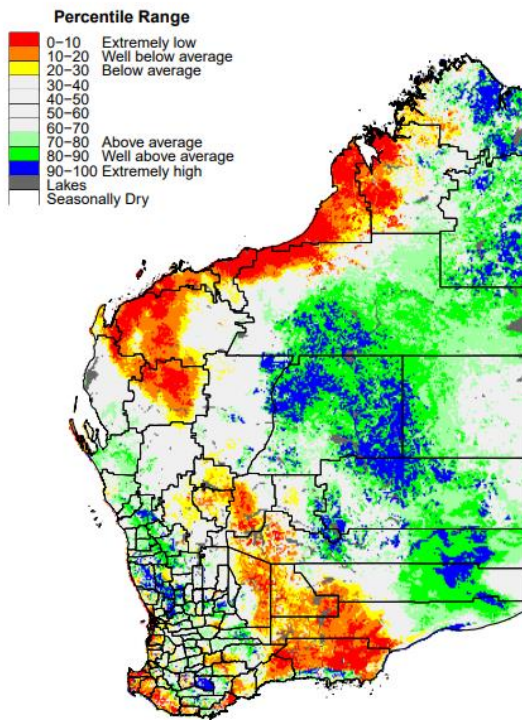 Percentile Range
0−10 Extremely low
10−20 Well below average
20−30 Below average
30−40
40−50
50−60
60−70
70−80 Above average
80−90 Well above average
90−100 Extremely high
Lakes
Seasonally Dry